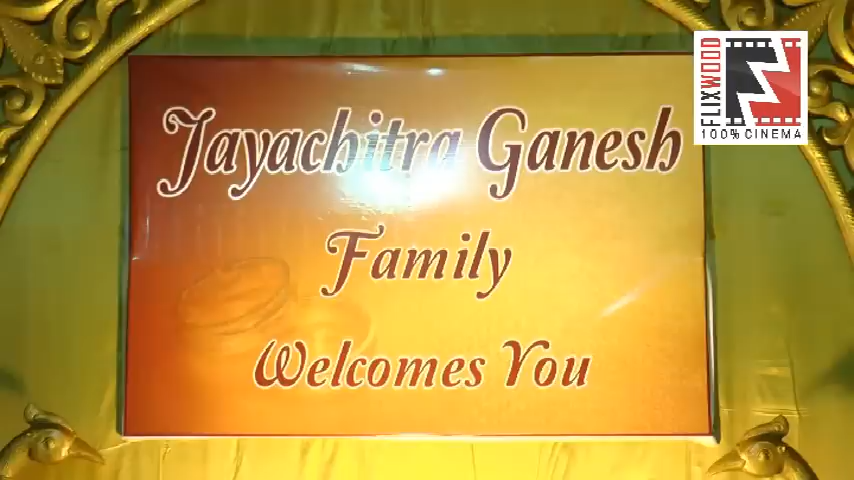 Jayachitra Ganesh
Family
Welcomes You
FLIXWOOD
100% CINEMA